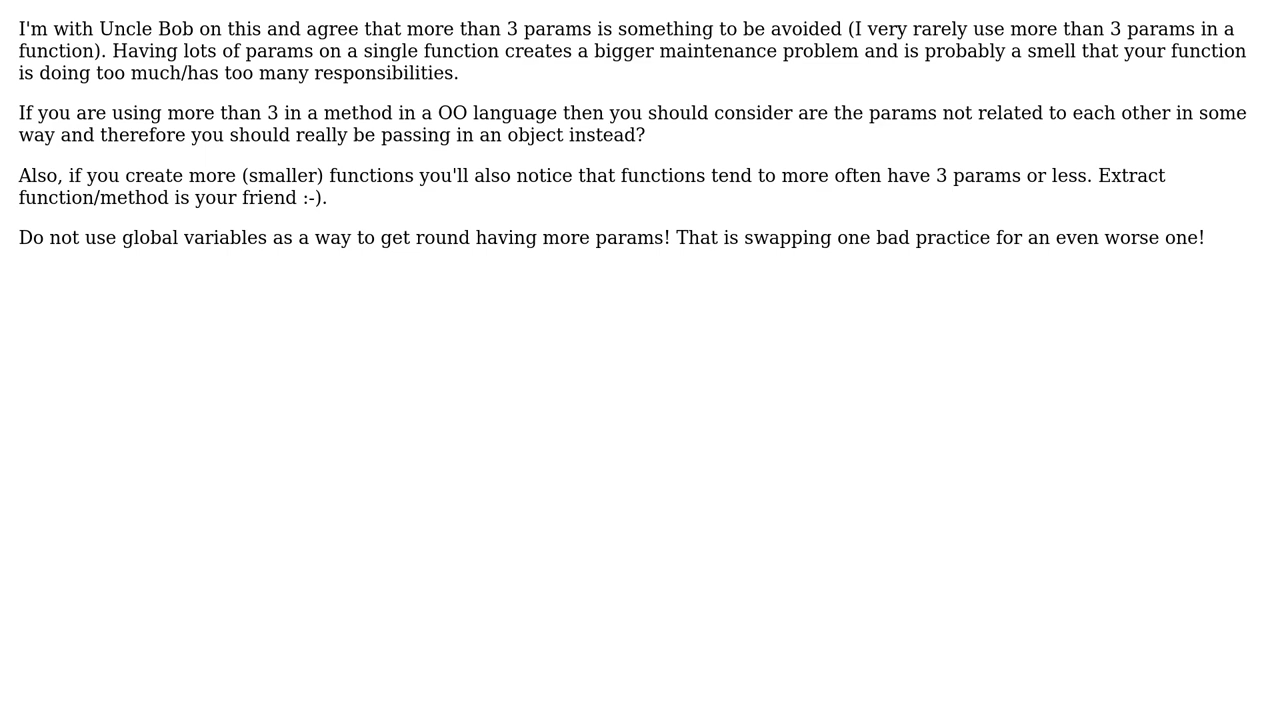 I'm with Uncle Bob on this and agree that more than 3 params is something to be avoided (I very rarely use more than 3 params in a
function). Having lots of params on a single function creates a bigger maintenance problem and is probably a smell that your function
is doing too much/has too many responsibilities.
If you are using more than 3 in a method in a OO language then you should consider are the params not related to each other in some
way and therefore you should really be passing in an object instead?
Also, if you create more (smaller) functions you'll also notice that functions tend to more often have 3 params or less. Extract
function/method is your friend :-).
Do not use global variables as a way to get round having more params! That is swapping one bad practice for an even worse one!